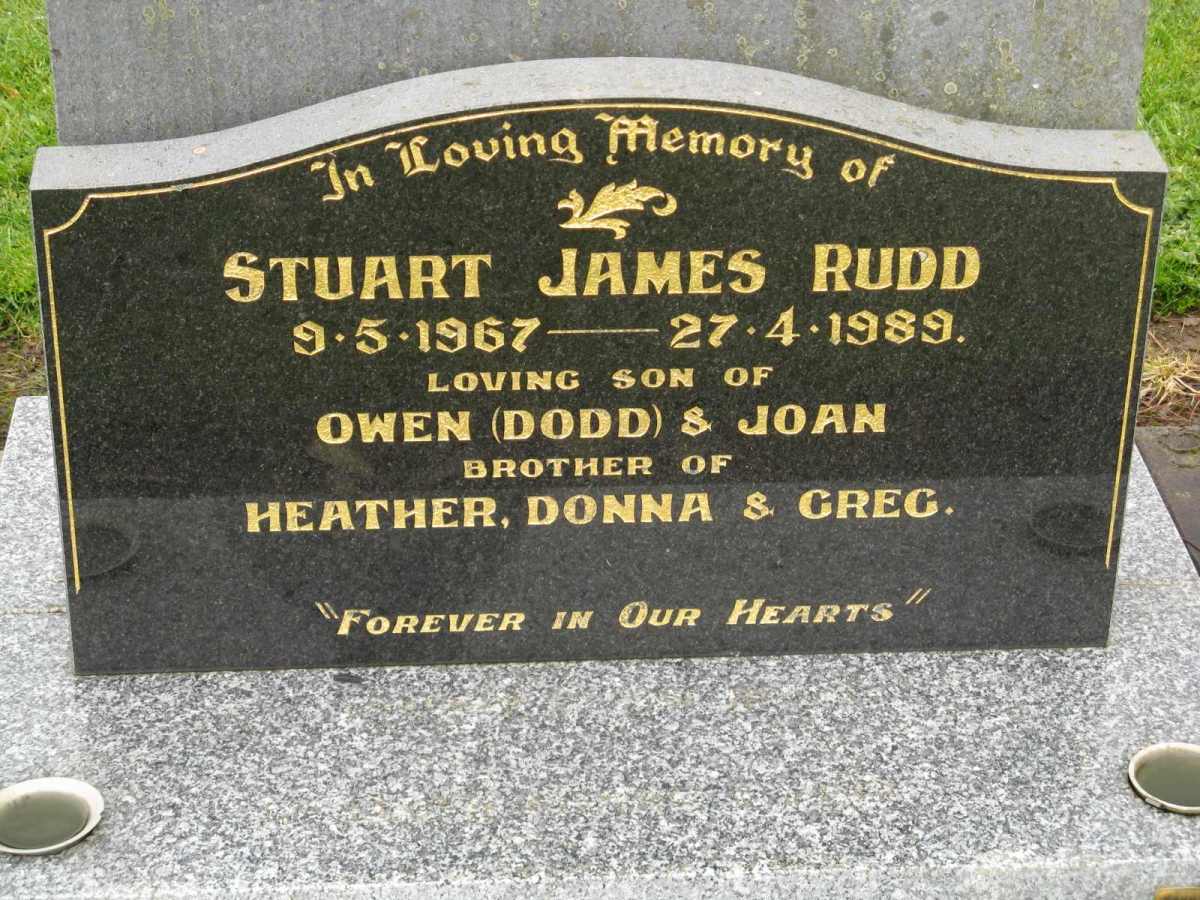 In Loving Memory of
STUART JAMES RUDD
9·5·1967 — 27·4·1989.
LOVING SON OF
OWEN (DODD) & JOAN
BROTHER OF
HEATHER, DONNA & GREG.
"FOREVER IN OUR HEARTS"